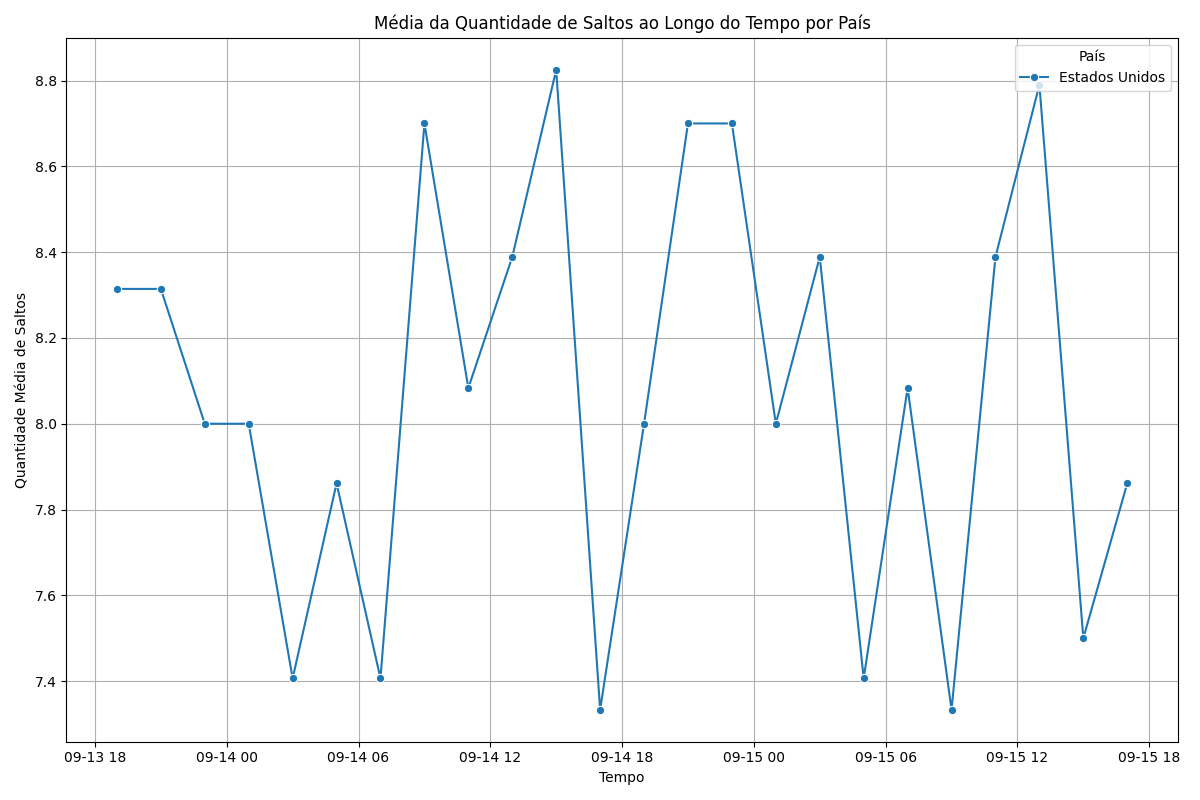 Média da Quantidade de Saltos ao Longo do Tempo por País
País
Estados Unidos
Quantidade Média de Saltos
8.8
8.6
8.4
8.2
8.0
7.8
7.6
7.4
09-13 18 09-14 00 09-14 06 09-14 12 09-14 18 09-15 00 09-15 06 09-15 12 09-15 18
Tempo